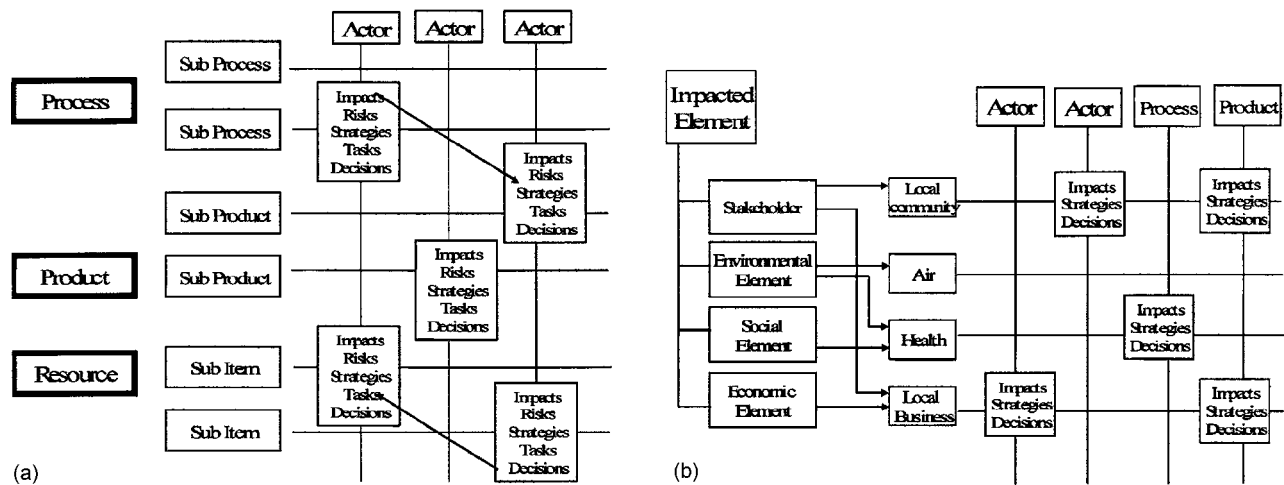 Actor
Actor
Actor
Sub Process
Process
Sub Process
Impacts
Risks
Strategies
Tasks
Decisions
Impacts
Risks
Strategies
Tasks
Decisions
Sub Product
Product
Sub Product
Impacts
Risks
Strategies
Tasks
Decisions
Resource
Sub Item
Impacts
Risks
Strategies
Tasks
Decisions
Impacts
Risks
Strategies
Tasks
Decisions
Sub Item
(a)
Impacted
Element
Actor
Actor
Process
Product
Stakeholder
Local
community
Impacts
Strategies
Decisions
Impacts
Strategies
Decisions
Environmental
Element
Air
Social
Element
Health
Impacts
Strategies
Decisions
Economic
Element
Local
Business
Impacts
Strategies
Decisions
Impacts
Strategies
Decisions
(b)